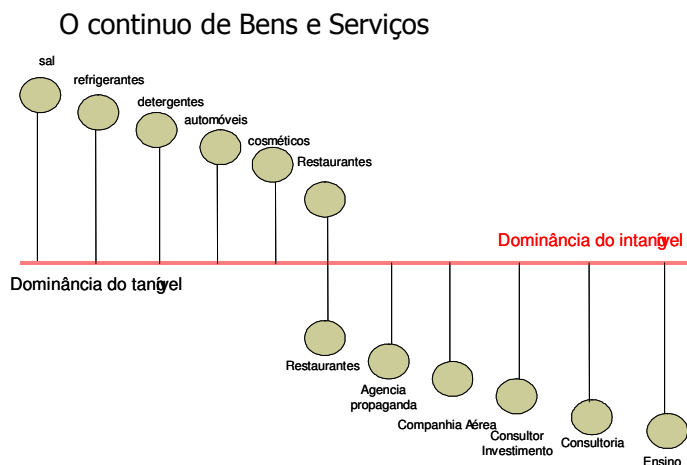 O continuo de Bens e Serviços
sal
refrigerantes
detergentes
automóveis
cosméticos
Restaurantes
Dominância do intangível
Dominância do tangível
Restaurantes
Agencia
propaganda
Companhia Aérea
Consultor
Investimento
Consultoria
Ensino